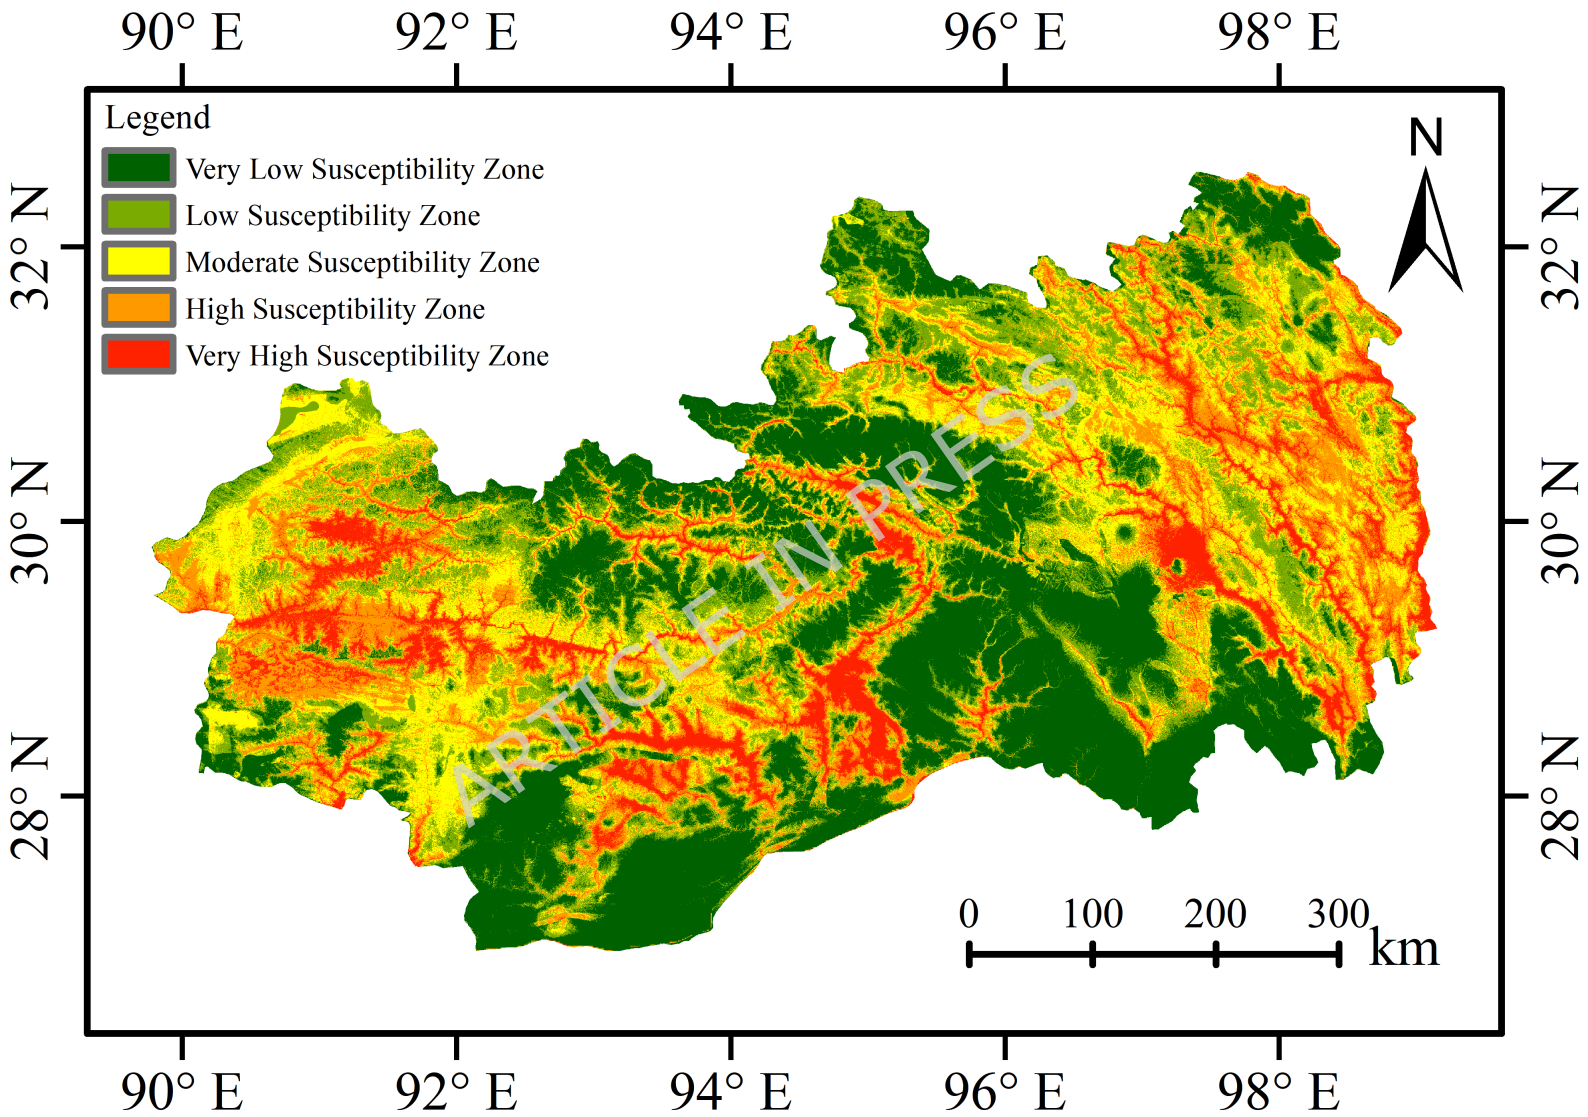 90° E 92° E 94° E 96° E 98° E
Legend
Very Low Susceptibility Zone
Low Susceptibility Zone
Moderate Susceptibility Zone
High Susceptibility Zone
Very High Susceptibility Zone
N
32° N 32° N
30° N 30° N
28° N 28° N
ARTICLE IN PRESS
0 100 200 300
km
90° E 92° E 94° E 96° E 98° E